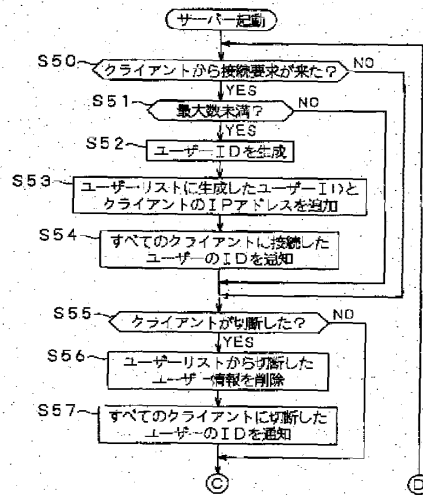 サーバー起動
S50 クライアントから接続要求が来た? NO
YES
S51 最大数未満? NO
YES
S52 ユーザーIDを生成
S53 ユーザーリストに生成したユーザーIDと
クライアントのIPアドレスを追加
S54 すべてのクライアントに接続した
ユーザーのIDを通知
S55 クライアントが切断した? NO
YES
S56 ユーザーリストから切断した
ユーザー情報を削除
S57 すべてのクライアントに切断した
ユーザーのIDを通知
C D